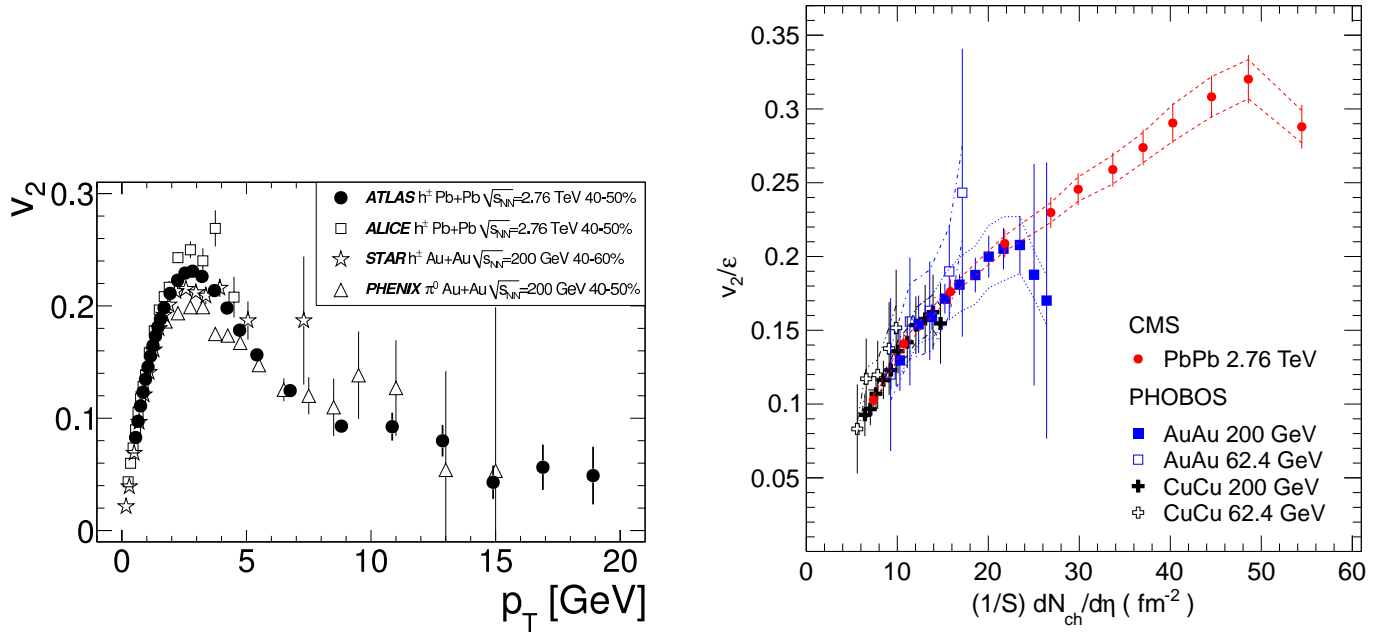 v2
0.3
0.2
0.1
0
ATLAS h± Pb+Pb √sNN=2.76 TeV 40-50%
ALICE h± Pb+Pb √sNN=2.76 TeV 40-50%
STAR h± Au+Au √sNN=200 GeV 40-60%
PHENIX π0 Au+Au √sNN=200 GeV 40-50%
0 5 10 15 20
pT [GeV]
v2/ε
0.35
0.3
0.25
0.2
0.15
0.1
0.05
CMS
PbPb 2.76 TeV
PHOBOS
AuAu 200 GeV
AuAu 62.4 GeV
CuCu 200 GeV
CuCu 62.4 GeV
0 10 20 30 40 50 60
(1/S) dNch/dη ( fm-2)